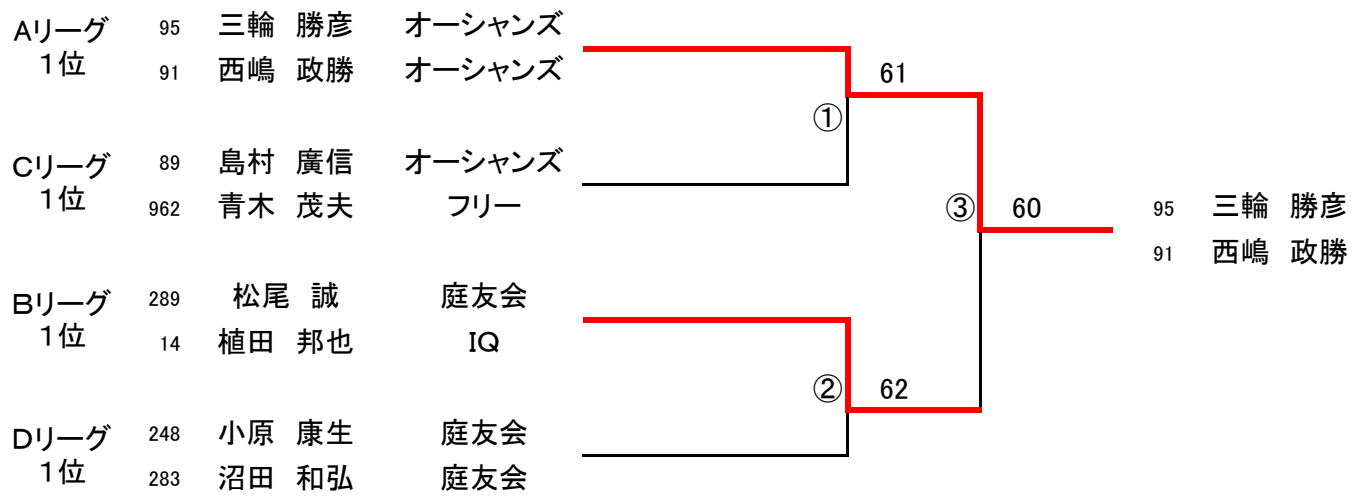 Aリーグ 95 三輪 勝彦 オーシャンズ
1位 91 西嶋 政勝 オーシャンズ
61
①
Cリーグ 89 島村 廣信 オーシャンズ
1位 962 青木 茂夫 フリー
③ 60 95 三輪 勝彦
91 西嶋 政勝
Bリーグ 289 松尾 誠 庭友会
1位 14 植田 邦也 IQ
② 62
Dリーグ 248 小原 康生 庭友会
1位 283 沼田 和弘 庭友会